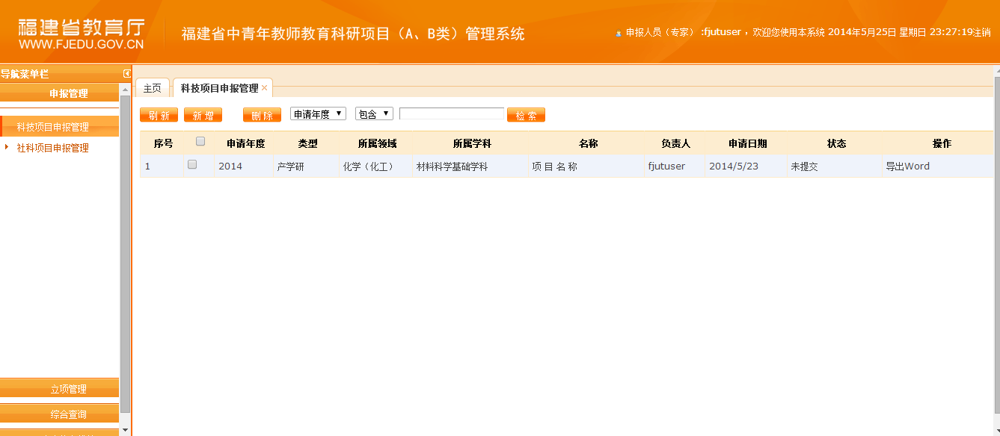 福建省教育厅
WWW.FJEDU.GOV.CN
福建省中青年教师教育科研项目（A、B类）管理系统
申报人员（专家） :fjutuser ，欢迎您使用本系统 2014年5月25日 星期日 23:27:19注销
导航菜单栏
申报管理
科技项目申报管理
社科项目申报管理
立项管理
综合查询
主页 科技项目申报管理
刷 新 新 增 删 除 申请年度 包含 检 索
序号 申请年度 类型 所属领域 所属学科 名称 负责人 申请日期 状态 操作
1 2014 产学研 化学（化工） 材料科学基础学科 项 目 名 称 fjutuser 2014/5/23 未提交 导出Word